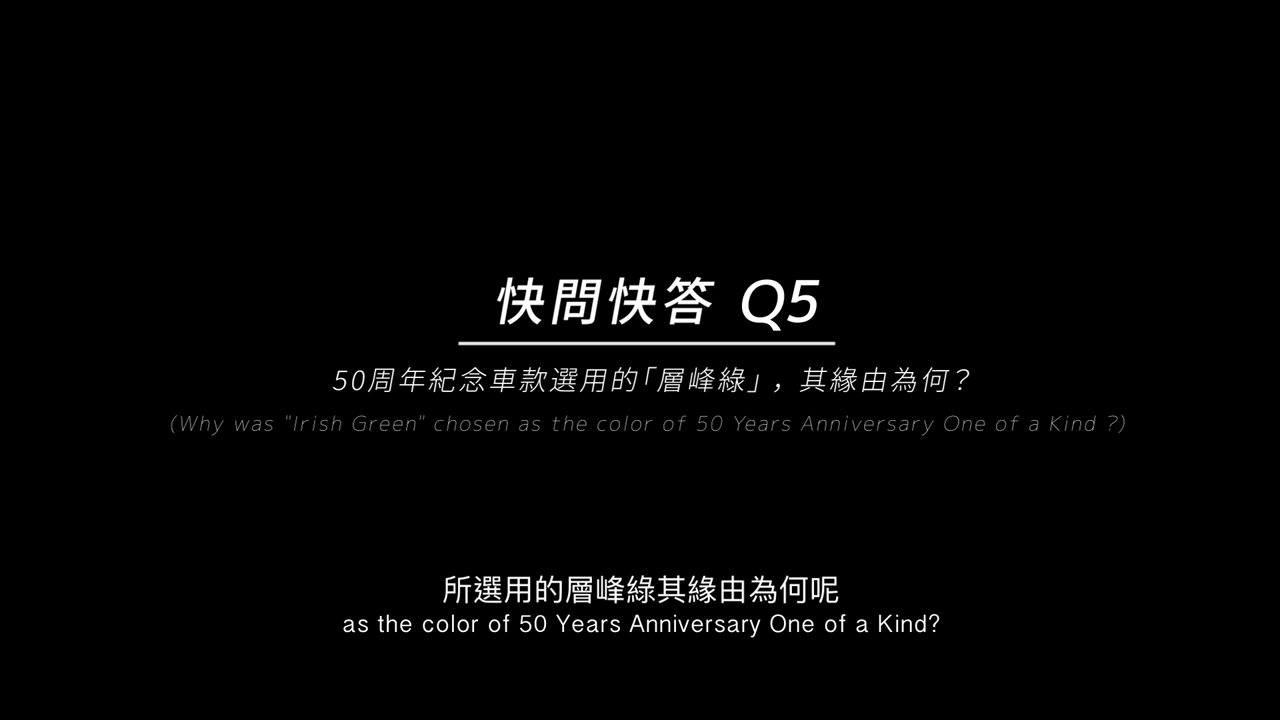 快問快答 Q5
50周年紀念車款選用的「層峰綠」，其緣由為何？
(Why was "Irish Green" chosen as the color of 50 Years Anniversary One of a Kind ?)
所選用的層峰綠其緣由為何呢
as the color of 50 Years Anniversary One of a Kind?